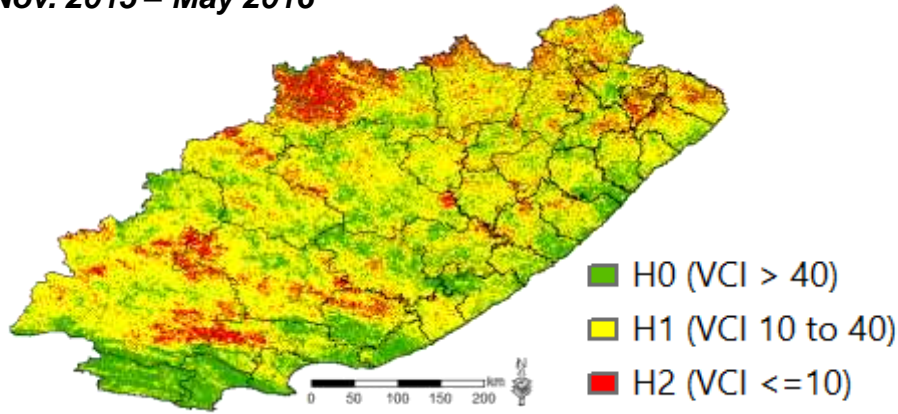 Nov. 2015 – May 2016
H0 (VCI > 40)
H1 (VCI 10 to 40)
H2 (VCI <=10)
N
km
0 50 100 150 200